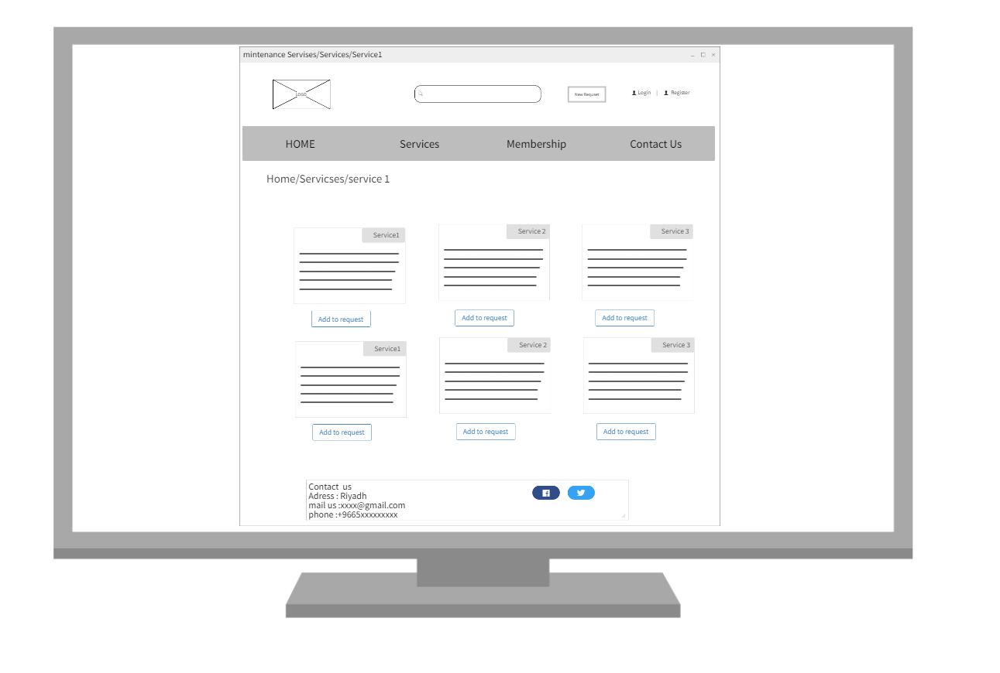 mintenance Servises/Services/Service1
LOGO
New Requset
Login | Register
HOME Services Membership Contact Us
Home/Servicses/service 1
Service1 Service 2 Service 3
Add to request Add to request Add to request
Service1 Service 2 Service 3
Add to request Add to request Add to request
Contact us
Adress : Riyadh
mail us :xxxx@gmail.com
phone :+9665xxxxxxxxx